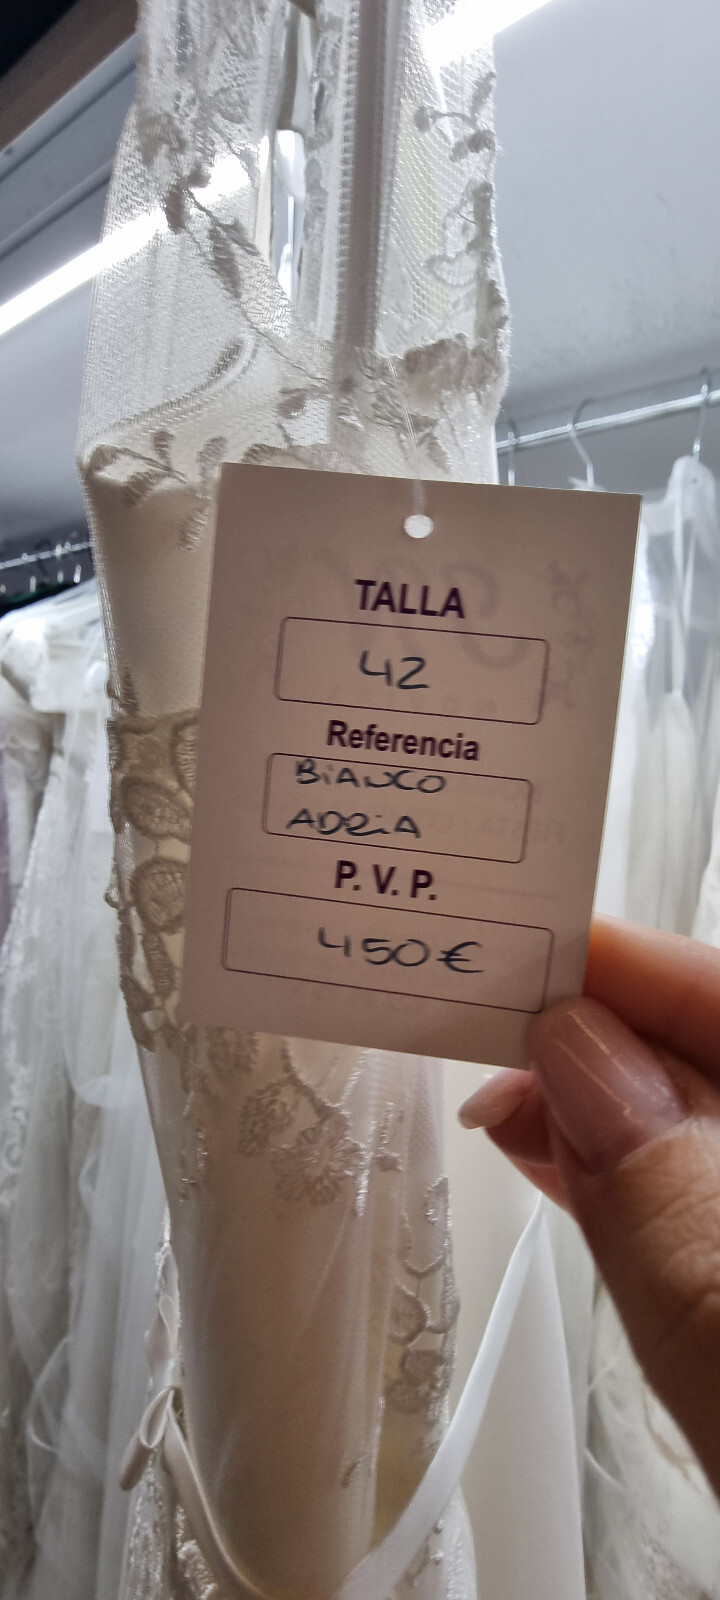 TALLA
42
Referencia
BiANCO
ADRiA
P. V. P.
450€